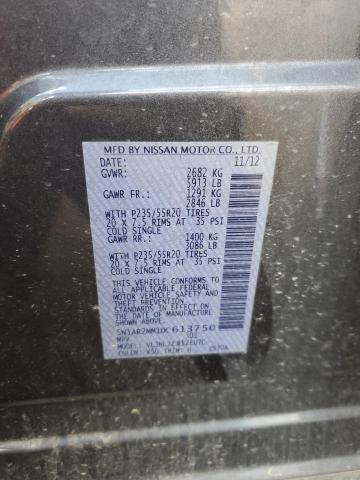 MFD BY NISSAN MOTOR CO., LTD.
DATE: 11/12
GVWR: 2682 KG
5913 LB
GAWR FR.: 1291 KG
2846 LB
WITH P235/55R20 TIRES
20 X 7.5 RIMS AT 35 PSI
COLD SINGLE
GAWR RR.: 1400 KG
3086 LB
WITH P235/55R20 TIRES
20 X 7.5 RIMS AT 35 PSI
COLD SINGLE
THIS VEHICLE CONFORMS TO
ALL APPLICABLE FEDERAL
MOTOR VEHICLE SAFETY
STANDARDS IN EFFECT ON
THE DATE OF MANUFACTURE
SHOWN ABOVE.
5N1AR2MM1DC613750
MPV
MODEL:
COLOR: TRIM: